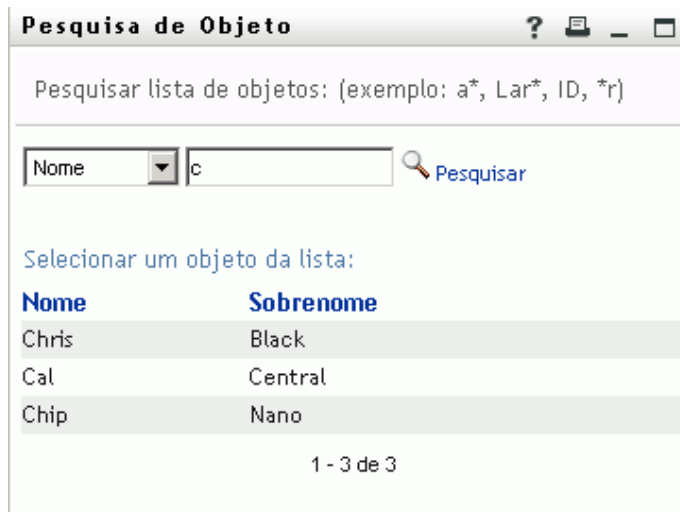 Pesquisa de Objeto ?
Pesquisar lista de objetos: (exemplo: a*, Lar*, ID, *r)
Nome c Pesquisar
Selecionar um objeto da lista:
Nome Sobrenome
Chris Black
Cal Central
Chip Nano
1 - 3 de 3